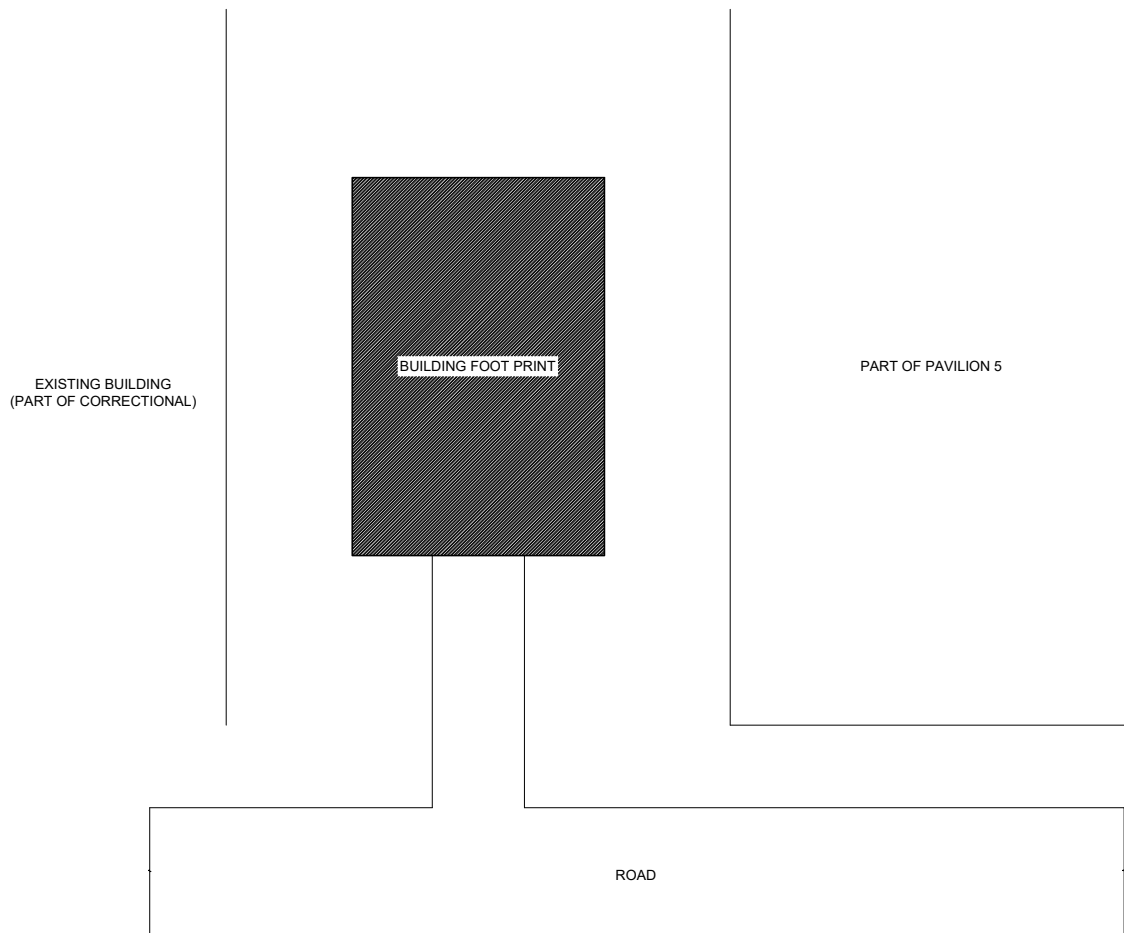 BUILDING FOOT PRINT
PART OF PAVILION 5
EXISTING BUILDING
(PART OF CORRECTIONAL)
ROAD